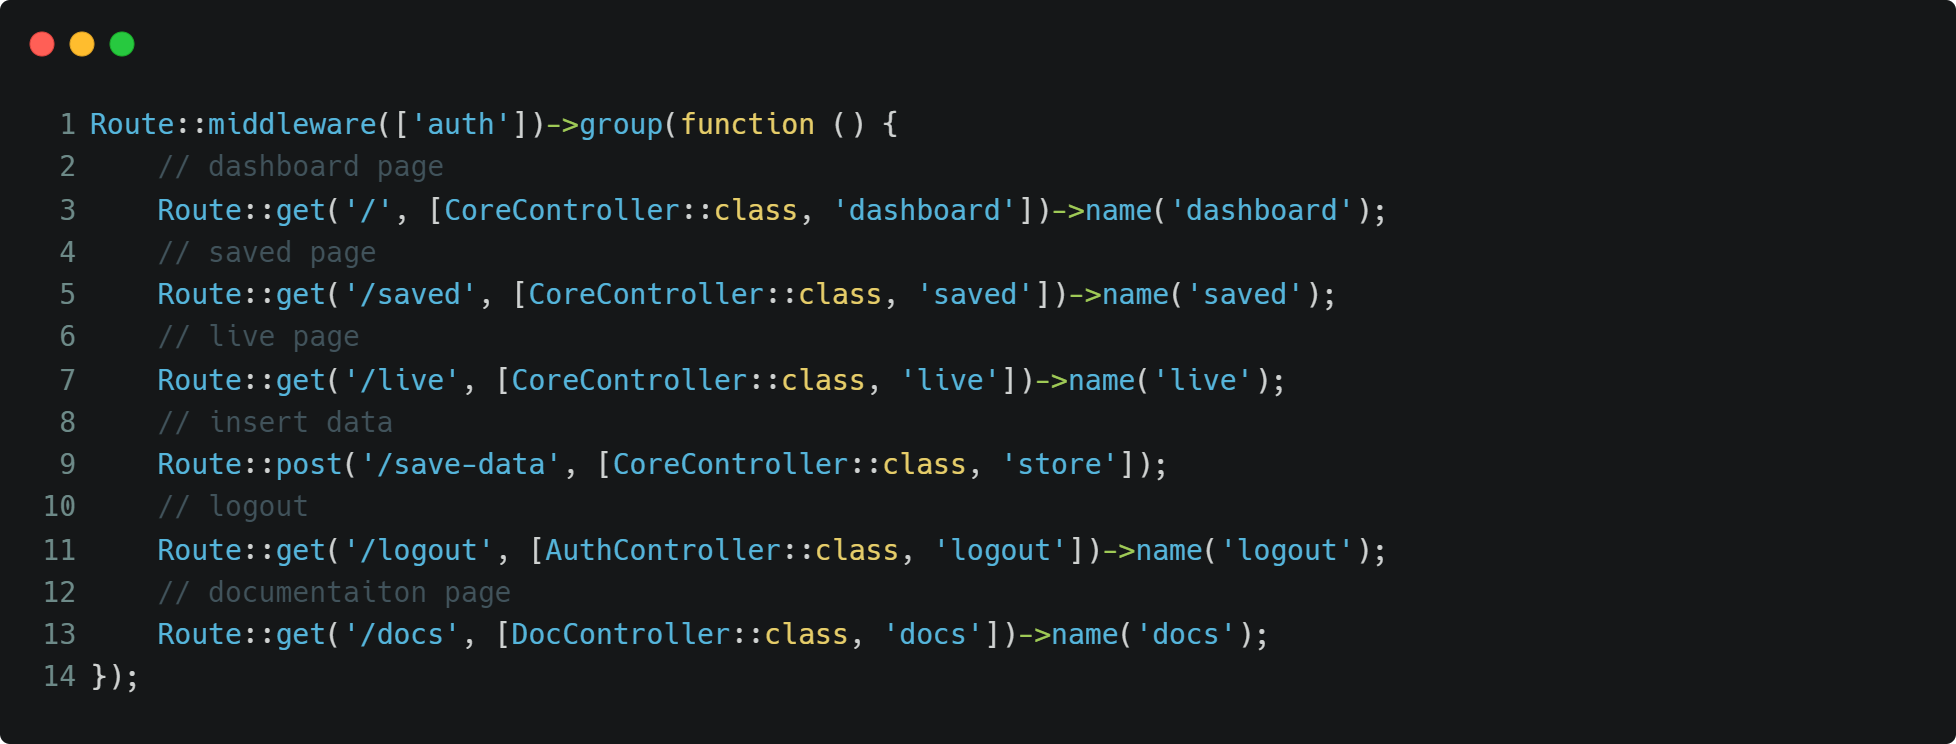 1 Route::middleware(['auth'])->group(function () {
2     // dashboard page
3     Route::get('/', [CoreController::class, 'dashboard'])->name('dashboard');
4     // saved page
5     Route::get('/saved', [CoreController::class, 'saved'])->name('saved');
6     // live page
7     Route::get('/live', [CoreController::class, 'live'])->name('live');
8     // insert data
9     Route::post('/save-data', [CoreController::class, 'store']);
10     // logout
11     Route::get('/logout', [AuthController::class, 'logout'])->name('logout');
12     // documentaiton page
13     Route::get('/docs', [DocController::class, 'docs'])->name('docs');
14 });